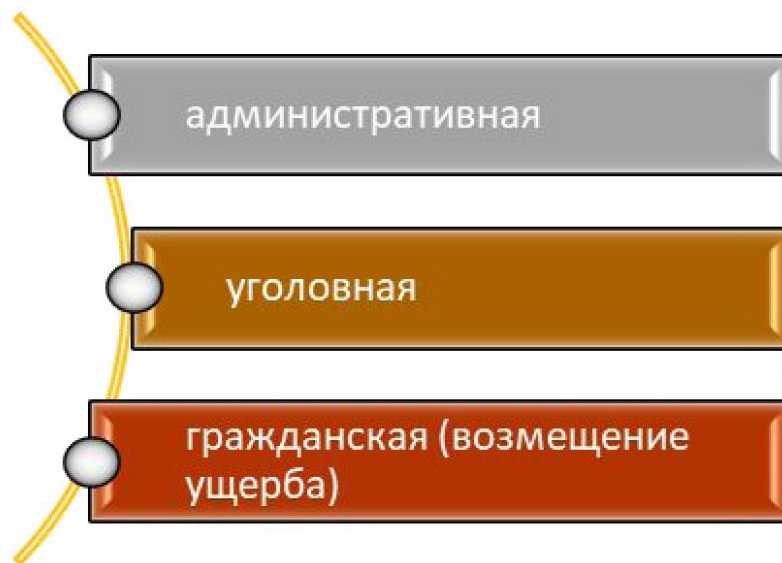 административная
уголовная
гражданская (возмещение
ущерба)